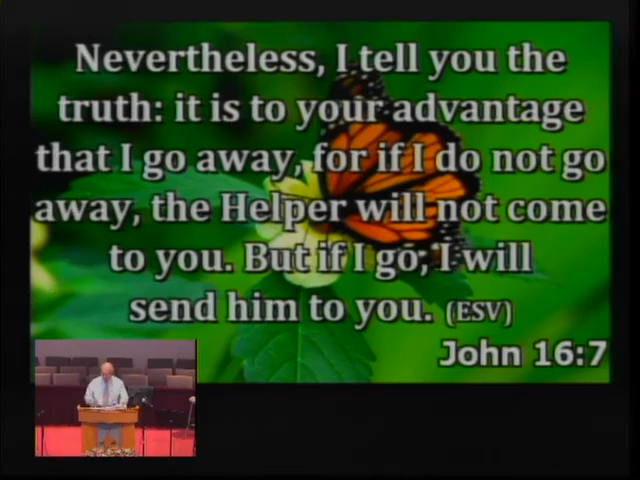 Nevertheless, I tell you the
truth: it is to your advantage
that I go away, for if I do not go
away, the Helper will not come
to you. But if I go, I will
send him to you. (ESV)
John 16:7